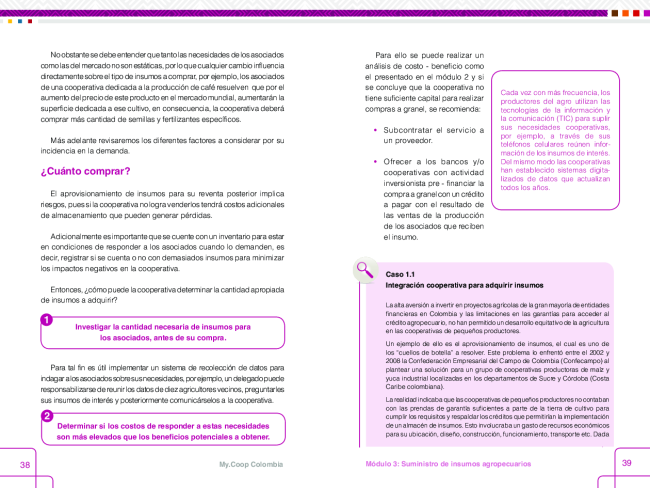 No obstante se debe entender que tanto las necesidades de los asociados
como las del mercado no son estáticas, por lo que cualquier cambio influencia
directamente sobre el tipo de insumos a comprar, por ejemplo, los asociados
de una cooperativa dedicada a la producción de café resuelven que por el
aumento del precio de este producto en el mercado mundial, aumentarán la
superficie dedicada a ese cultivo, en consecuencia, la cooperativa deberá
comprar más cantidad de semillas y fertilizantes específicos.
Más adelante revisaremos los diferentes factores a considerar por su
incidencia en la demanda.
¿Cuánto comprar?
El aprovisionamiento de insumos para su reventa posterior implica
riesgos, pues si la cooperativa no logra venderlos tendrá costos adicionales
de almacenamiento que pueden generar pérdidas.
Adicionalmente es importante que se cuente con un inventario para estar
en condiciones de responder a los asociados cuando lo demanden, es
decir, registrar si se cuenta o no con demasiados insumos para minimizar
los impactos negativos en la cooperativa.
Entonces, ¿cómo puede la cooperativa determinar la cantidad apropiada
de insumos a adquirir?
1
Investigar la cantidad necesaria de insumos para
los asociados, antes de su compra.
Para tal fin es útil implementar un sistema de recolección de datos para
indagar a los asociados sobre sus necesidades, por ejemplo, un delegado puede
responsabilizarse de reunir los datos de diez agricultores vecinos, preguntarles
sus insumos de interés y posteriormente comunicárselos a la cooperativa.
2
Determinar si los costos de responder a estas necesidades
son más elevados que los beneficios potenciales a obtener.
38
My.Coop Colombia
Para ello se puede realizar un
análisis de costo - beneficio como
el presentado en el módulo 2 y si
se concluye que la cooperativa no
tiene suficiente capital para realizar
compras a granel, se recomienda:
• Subcontratar el servicio a
un proveedor.
• Ofrecer a los bancos y/o
cooperativas con actividad
inversionista pre - financiar la
compra a granel con un crédito
a pagar con el resultado de
las ventas de la producción
de los asociados que reciben
el insumo.
Cada voz con más frecuencia, los
productores del agro utilizan las
tecnologías de la información y
la comunicación (TIC) para suplir
sus necesidades cooperativas,
por ejemplo, a través de sus
teléfonos celulares reúnen infor-
mación de los insumos de interés.
Del mismo modo las cooperativas
han establecido sistemas digita-
lizados de datos que actualizan
todos los años.
Caso 1.1
Integración cooperativa para adquirir insumos
La alta aversión a invertir en proyectos agrícolas de la gran mayoría de entidades
financieras en Colombia y las limitaciones en las garantías para acceder al
crédito agropecuario, no han permitido un desarrollo equitativo de la agricultura
en las cooperativas de pequeños productores.
Un ejemplo de ello es el aprovisionamiento de insumos, el cual es uno de
los "cuellos de botella" a resolver. Este problema lo enfrentó entre el 2002 y
2008 la Confederación Empresarial del Campo de Colombia (Confecampo) al
plantear una solución para un grupo de cooperativas productoras de maíz y
yuca industrial localizadas en los departamentos de Sucre y Córdoba (Costa
Caribe colombiana).
La realidad indicaba que las cooperativas de pequeños productores no contaban
con las prendas de garantía suficientes a parte de la tierra de cultivo para
cumplir los requisitos y respaldar los créditos que permitirían la implementación
de un almacén de insumos. Esto involucraba un gasto de recursos económicos
para su ubicación, diseño, construcción, funcionamiento, transporte etc. Dada
Módulo 3: Suministro de insumos agropecuarios
39